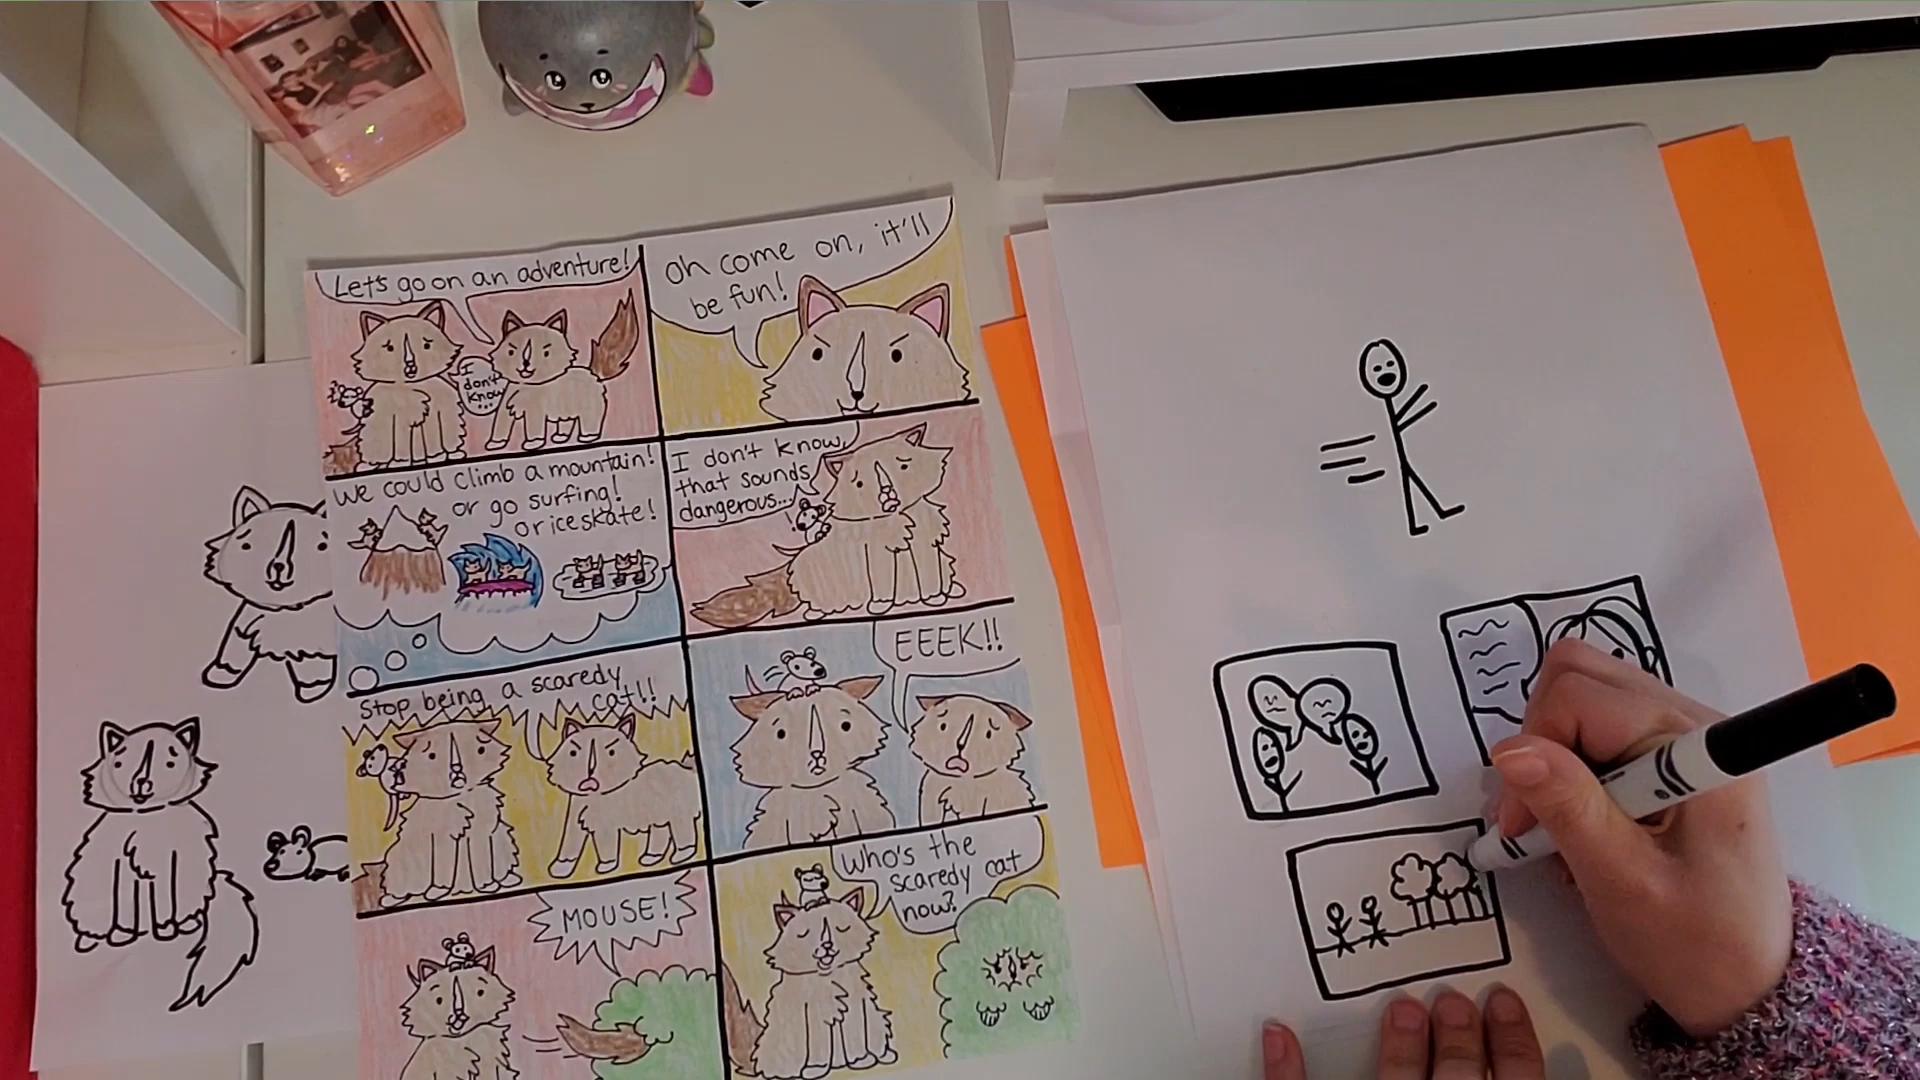 Let's go on an adventure!
I
don't
know
...
Oh come on, it'll
be fun!
We could climb a mountain!
or go surfing!
or ice skate!
I don't know,
that sounds
dangerous...
Stop being a scaredy
cat!!
EEEK!!
MOUSE!
Who's the
scaredy cat
now?